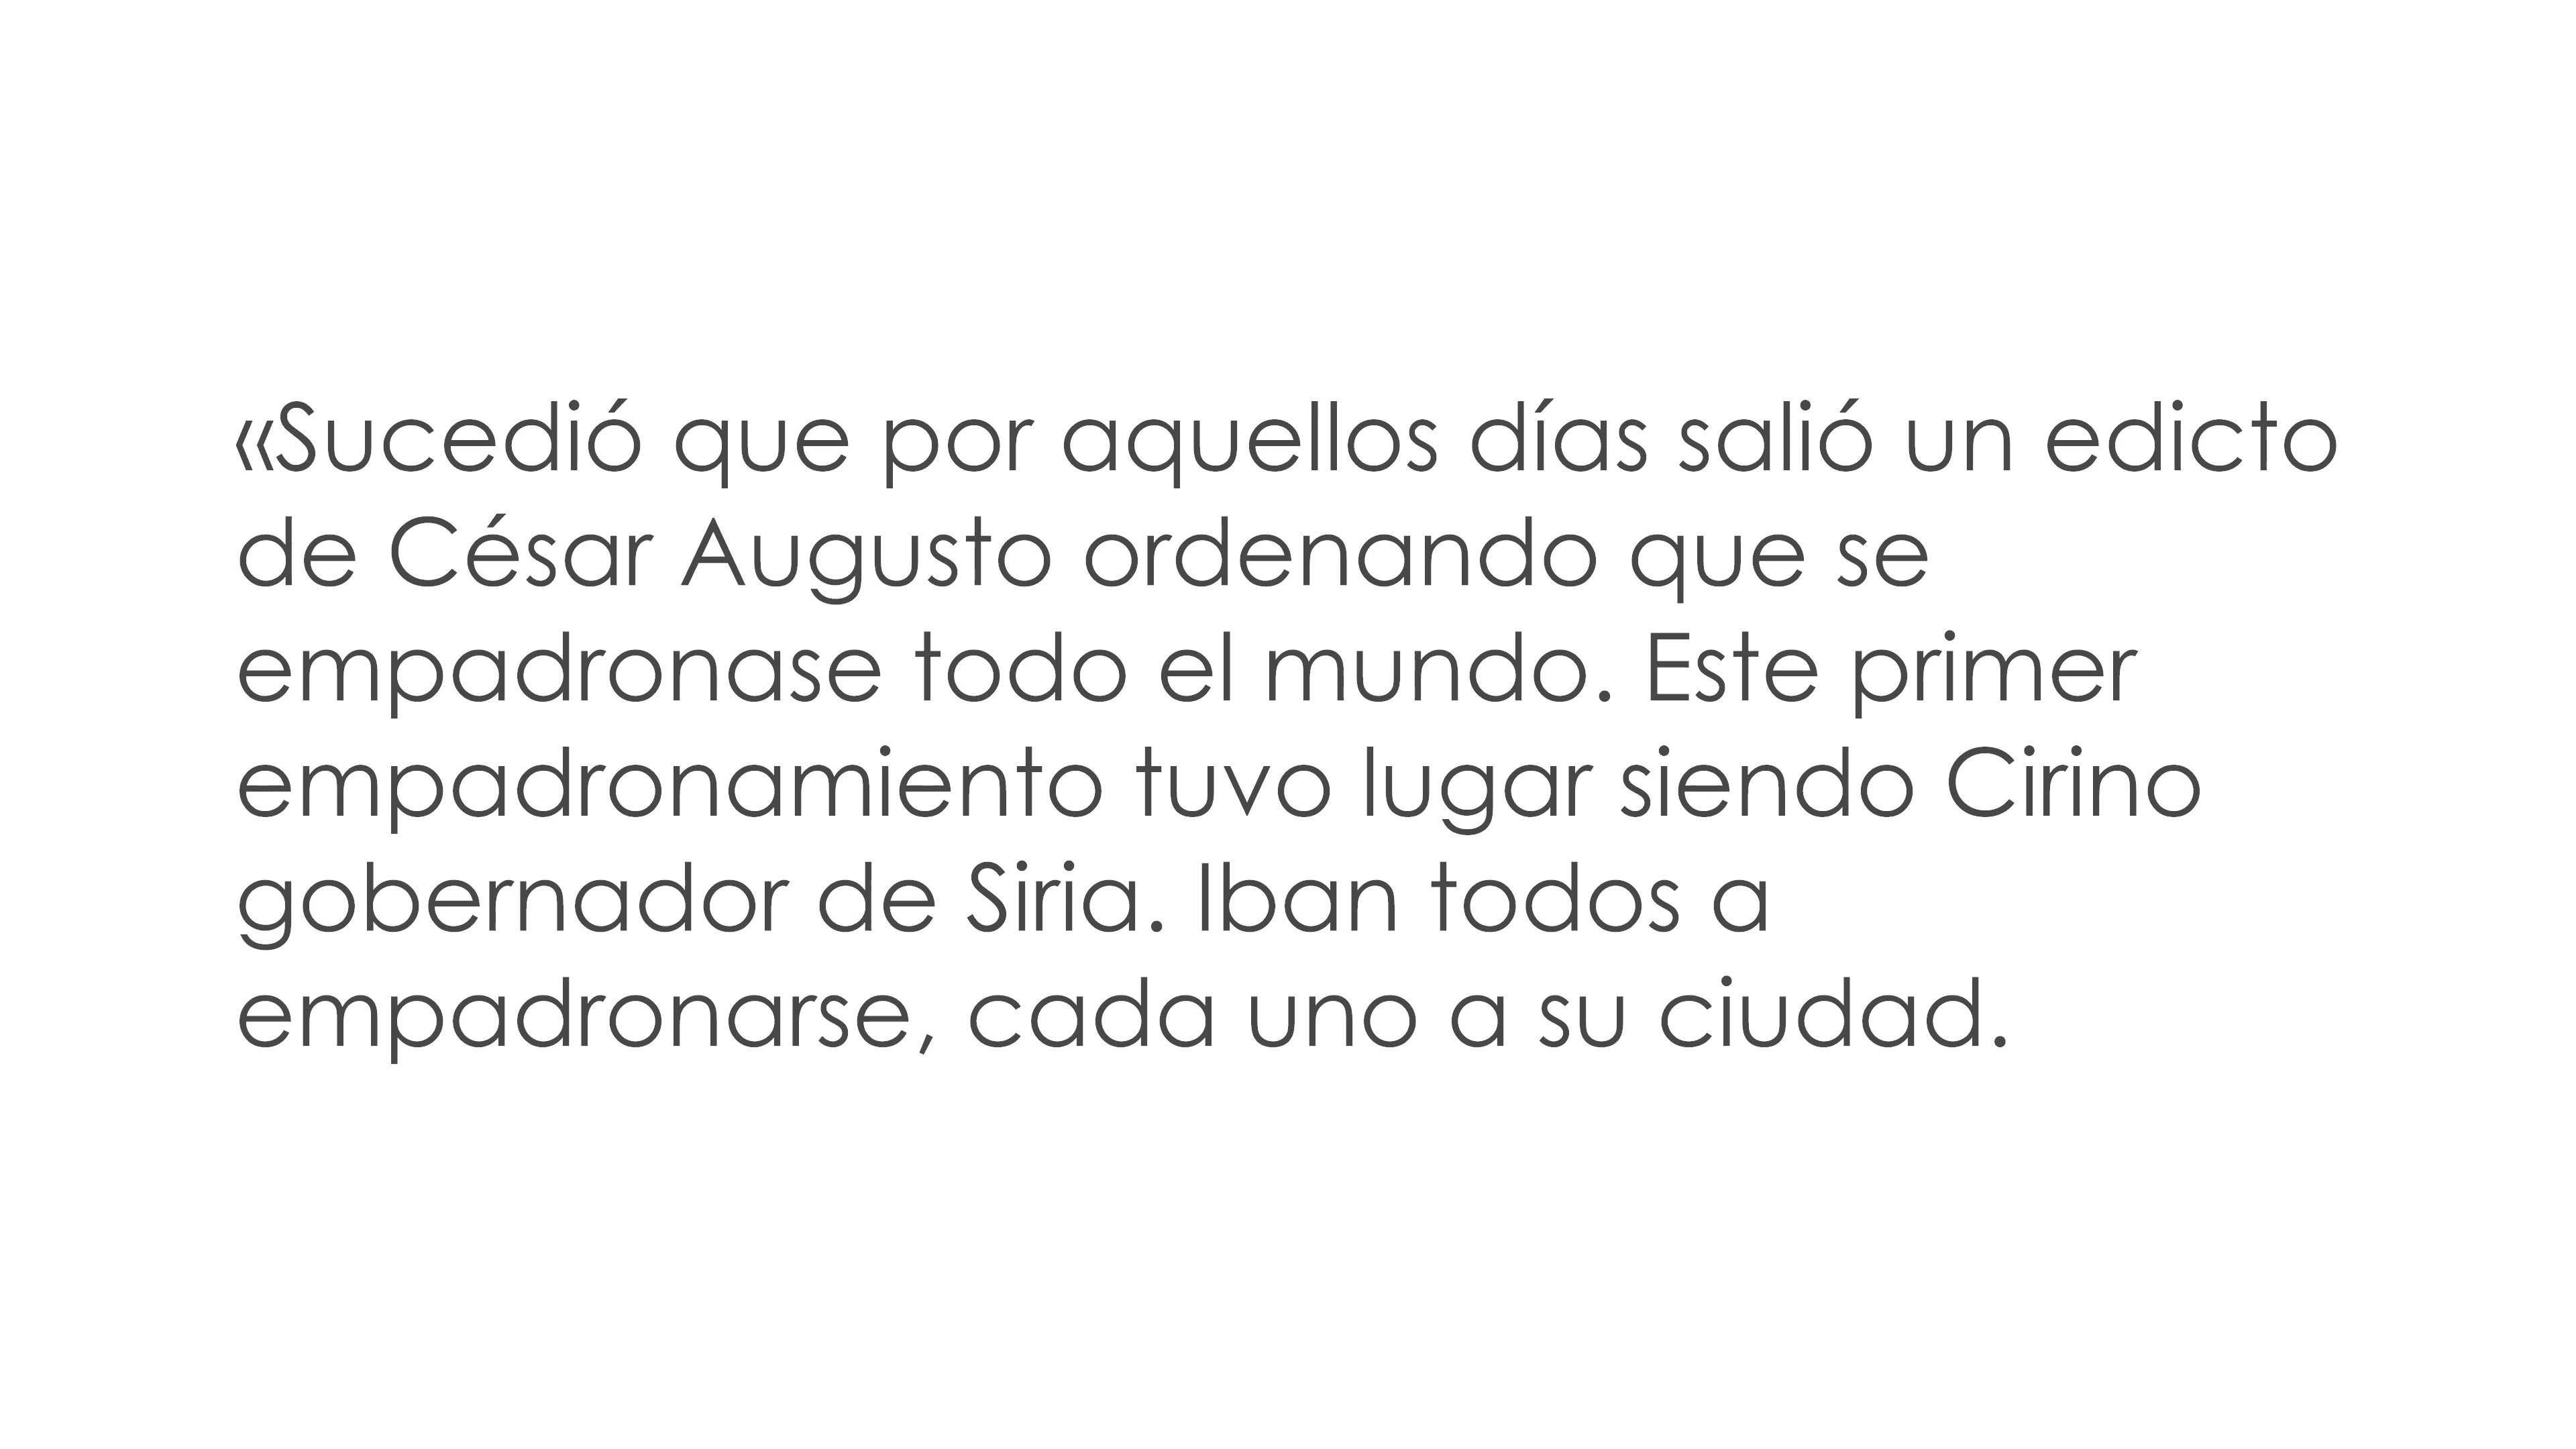 «Sucedió que por aquellos días salió un edicto
de César Augusto ordenando que se
empadronase todo el mundo. Este primer
empadronamiento tuvo lugar siendo Cirino
gobernador de Siria. Iban todos a
empadronarse, cada uno a su ciudad.